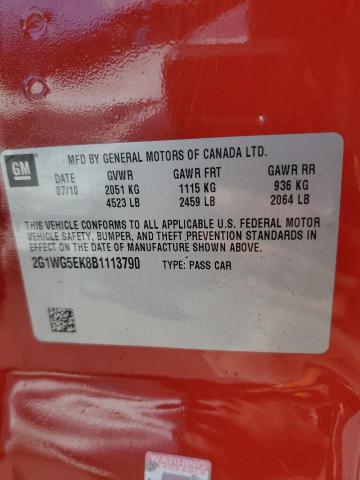 GM
MFD BY GENERAL MOTORS OF CANADA LTD.
DATE GVWR GAWR FRT GAWR RR
07/10 2051 KG 1115 KG 936 KG
4523 LB 2459 LB 2064 LB
THIS VEHICLE CONFORMS TO ALL APPLICABLE U.S. FEDERAL MOTOR
VEHICLE SAFETY, BUMPER, AND THEFT PREVENTION STANDARDS IN
EFFECT ON THE DATE OF MANUFACTURE SHOWN ABOVE.
2G1WG5EK8B1113790 TYPE: PASS CAR
WARNING